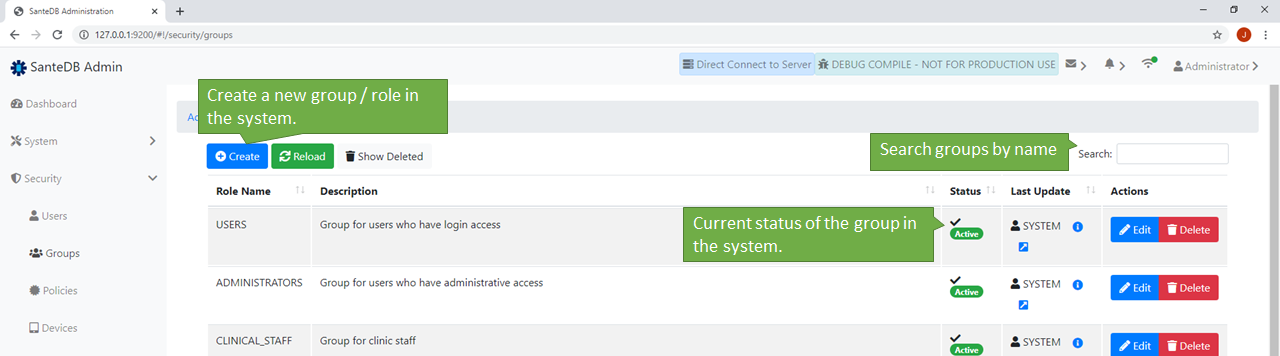 SanteDB Administration
127.0.0.1:9200/#!/security/groups
J
SanteDB Admin
Direct Connect to Server
DEBUG COMPILE - NOT FOR PRODUCTION USE
Administrator
Dashboard
System
Security
Users
Groups
Policies
Devices
Create a new group / role in
the system.
Create
Reload
Show Deleted
Search groups by name
Search:
Role Name Description Status Last Update Actions
USERS Group for users who have login access Active SYSTEM Edit Delete
Current status of the group in
the system.
ADMINISTRATORS Group for users who have administrative access Active SYSTEM Edit Delete
CLINICAL_STAFF Group for clinic staff Active SYSTEM Edit Delete